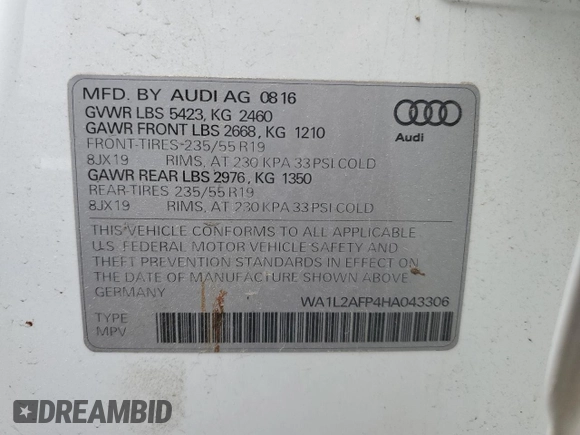 MFD. BY AUDI AG 08 16
GVWR LBS 5423, KG 2460
GAWR FRONT LBS 2668, KG 1210
FRONT-TIRES-235/55 R19
8JX19 RIMS, AT 230 KPA 33 PSI COLD
GAWR REAR LBS 2976, KG 1350
REAR-TIRES 235/55 R19
8JX19 RIMS, AT 230 KPA 33 PSI COLD
Audi
THIS VEHICLE CONFORMS TO ALL APPLICABLE
U.S. FEDERAL MOTOR VEHICLE SAFETY AND
THEFT PREVENTION STANDARDS IN EFFECT ON
THE DATE OF MANUFACTURE SHOWN ABOVE
GERMANY
WA1L2AFP4HA043306
TYPE
MPV
DREAMBID